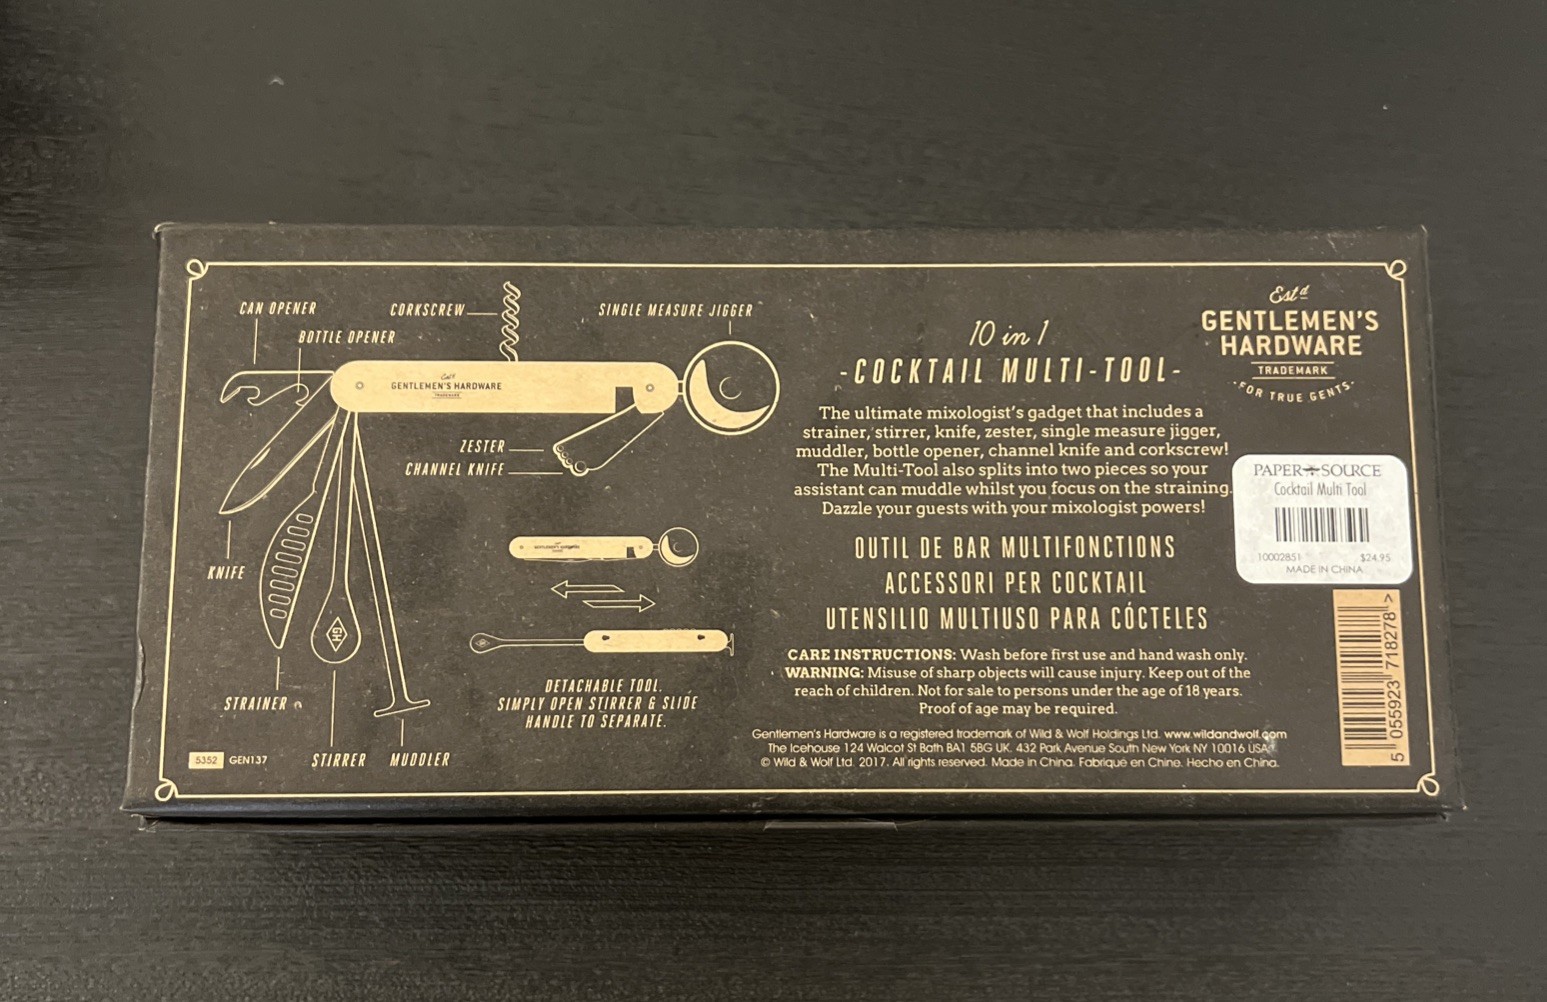 CAN OPENER
BOTTLE OPENER
CORKSCREW
SINGLE MEASURE JIGGER
Estd
GENTLEMEN'S HARDWARE
TRADEMARK
ZESTER
CHANNEL KNIFE
KNIFE
STRAINER
STIRRER
MUDDLER
GH
GENTLEMEN'S HARDWARE
DETACHABLE TOOL.
SIMPLY OPEN STIRRER & SLIDE
HANDLE TO SEPARATE.
5352 GEN137
10 in 1
-COCKTAIL MULTI-TOOL-
The ultimate mixologist's gadget that includes a
strainer, stirrer, knife, zester, single measure jigger,
muddler, bottle opener, channel knife and corkscrew!
The Multi-Tool also splits into two pieces so your
assistant can muddle whilst you focus on the straining.
Dazzle your guests with your mixologist powers!
OUTIL DE BAR MULTIFONCTIONS
ACCESSORI PER COCKTAIL
UTENSILIO MULTIUSO PARA CÓCTELES
CARE INSTRUCTIONS: Wash before first use and hand wash only.
WARNING: Misuse of sharp objects will cause injury. Keep out of the
reach of children. Not for sale to persons under the age of 18 years.
Proof of age may be required.
Gentlemen's Hardware is a registered trademark of Wild & Wolf Holdings Ltd. www.wildandwolf.com
The Icehouse 124 Walcot St Bath BA1 5BG UK. 432 Park Avenue South New York NY 10016 USA
© Wild & Wolf Ltd. 2017. All rights reserved. Made in China. Fabriqué en Chine. Hecho en China.
Estd
GENTLEMEN'S
HARDWARE
TRADEMARK
·FOR TRUE GENTS·
PAPER SOURCE
Cocktail Multi Tool
10002851 $24.95
MADE IN CHINA
5 055923 718278 >